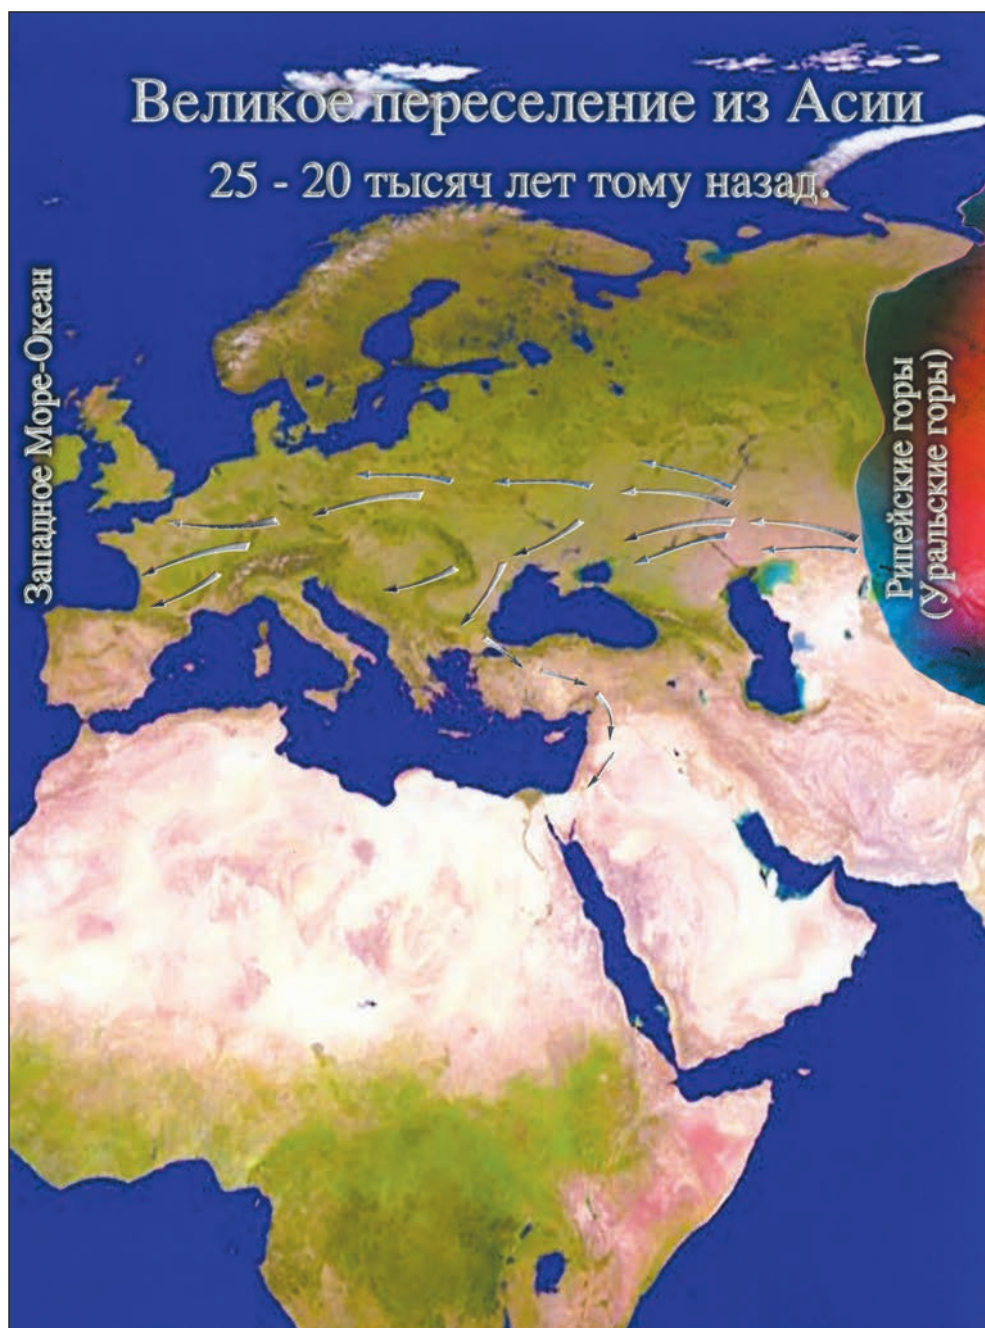 Великое переселение из Асии
25 - 20 тысяч лет тому назад.
Западное Море-Океан
Рипейские горы
(Уральские горы)